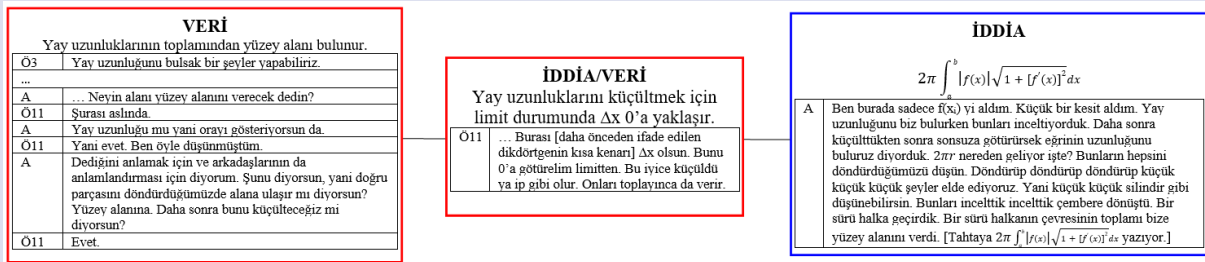 VERİ
Yay uzunluklarının toplamından yüzey alanı bulunur.
Ö3 Yay uzunluğunu bulsak bir şeyler yapabiliriz.
...
A … Neyin alanı yüzey alanını verecek dedin?
Ö11 Şurası aslında.
A Yay uzunluğu mu yani orayı gösteriyorsun da.
Ö11 Yani evet. Ben öyle düşünmüştüm.
A Dediğini anlamak için ve arkadaşlarının da
anlamlandırması için diyorum. Şunu diyorsun, yani doğru
parçasını döndürdüğümüzde alana ulaşır mı diyorsun?
Yüzey alanına. Daha sonra bunu küçülteceğiz mi
diyorsun?
Ö11 Evet.
İDDİA/VERİ
Yay uzunluklarını küçültmek için
limit durumunda Δx 0’a yaklaşır.
Ö11 … Burası [daha önceden ifade edilen
dikdörtgenin kısa kenarı] Δx olsun. Bunu
0’a götürelim limitten. Bu iyice küçüldü
ya ip gibi olur. Onları toplayınca da verir.
İDDİA
2π ∫_a^b |f(x)| √(1 + [f′(x)]²) dx
A Ben burada sadece f(xᵢ) yi aldım. Küçük bir kesit aldım. Yay
uzunluğunu biz bulurken bunları inceltiyorduk. Daha sonra
küçülttükten sonra sonsuza götürürsek eğrinin uzunluğunu
buluruz diyorduk. 2πr nereden geliyor işte? Bunların hepsini
döndürdüğümüzü düşün. Döndürüp döndürüp döndürüp küçük
küçük küçük şeyler elde ediyoruz. Yani küçük küçük silindir gibi
düşünebilirsin. Bunları incelttik incelttik çembere dönüştü. Bir
sürü halka geçirdik. Bir sürü halkanın çevresinin toplamı bize
yüzey alanını verdi. [Tahtaya 2π ∫_a^b |f(x)| √(1 + [f′(x)]²) dx yazıyor.]